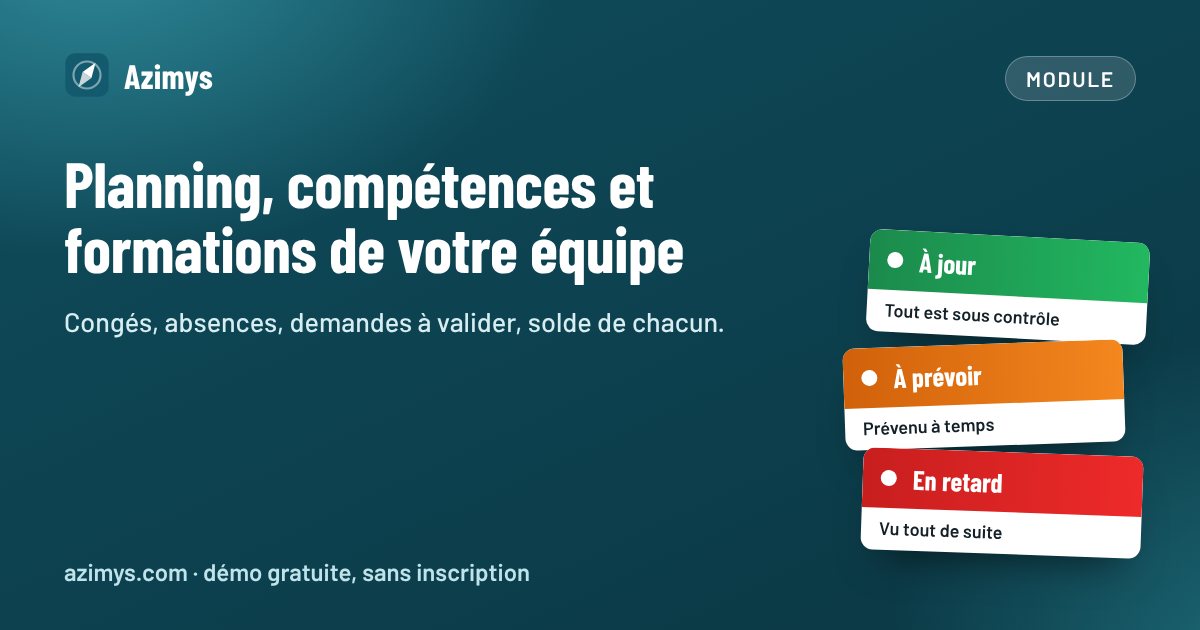 Azimys
MODULE
Planning, compétences et
formations de votre équipe
Congés, absences, demandes à valider, solde de chacun.
À jour
Tout est sous contrôle
À prévoir
Prévenu à temps
En retard
Vu tout de suite
azimys.com · démo gratuite, sans inscription